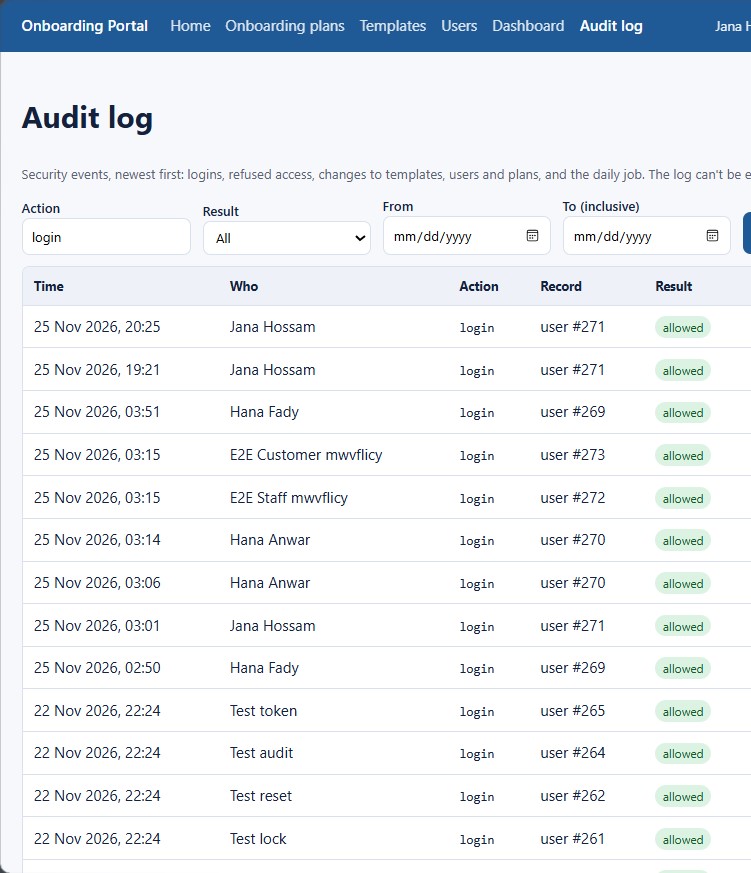 Onboarding Portal Home Onboarding plans Templates Users Dashboard Audit log Jana H
Audit log
Security events, newest first: logins, refused access, changes to templates, users and plans, and the daily job. The log can't be e
Action Result From To (inclusive)
login All mm/dd/yyyy mm/dd/yyyy
Time Who Action Record Result
25 Nov 2026, 20:25 Jana Hossam login user #271 allowed
25 Nov 2026, 19:21 Jana Hossam login user #271 allowed
25 Nov 2026, 03:51 Hana Fady login user #269 allowed
25 Nov 2026, 03:15 E2E Customer mwvflicy login user #273 allowed
25 Nov 2026, 03:15 E2E Staff mwvflicy login user #272 allowed
25 Nov 2026, 03:14 Hana Anwar login user #270 allowed
25 Nov 2026, 03:06 Hana Anwar login user #270 allowed
25 Nov 2026, 03:01 Jana Hossam login user #271 allowed
25 Nov 2026, 02:50 Hana Fady login user #269 allowed
22 Nov 2026, 22:24 Test token login user #265 allowed
22 Nov 2026, 22:24 Test audit login user #264 allowed
22 Nov 2026, 22:24 Test reset login user #262 allowed
22 Nov 2026, 22:24 Test lock login user #261 allowed